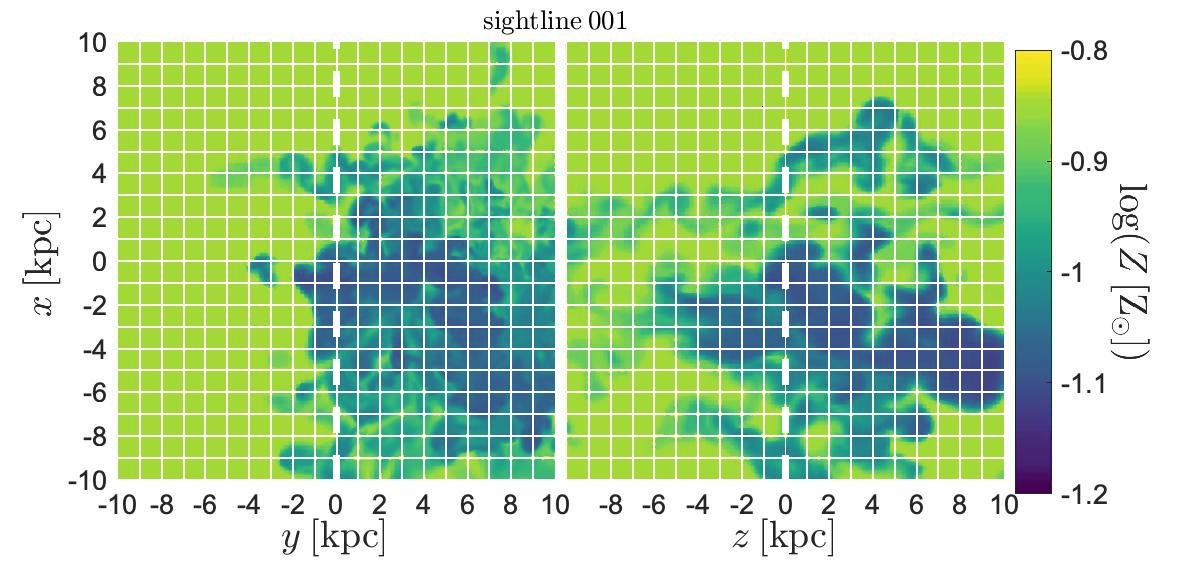 sightline 001
10
8
6
4
2
0
-2
-4
-6
-8
-10
x [kpc]
-10 -8 -6 -4 -2 0 2 4 6 8 10
y [kpc]
-8 -6 -4 -2 0 2 4 6 8 10
z [kpc]
-0.8
-0.9
-1
-1.1
-1.2
log(Z [Z⊙])